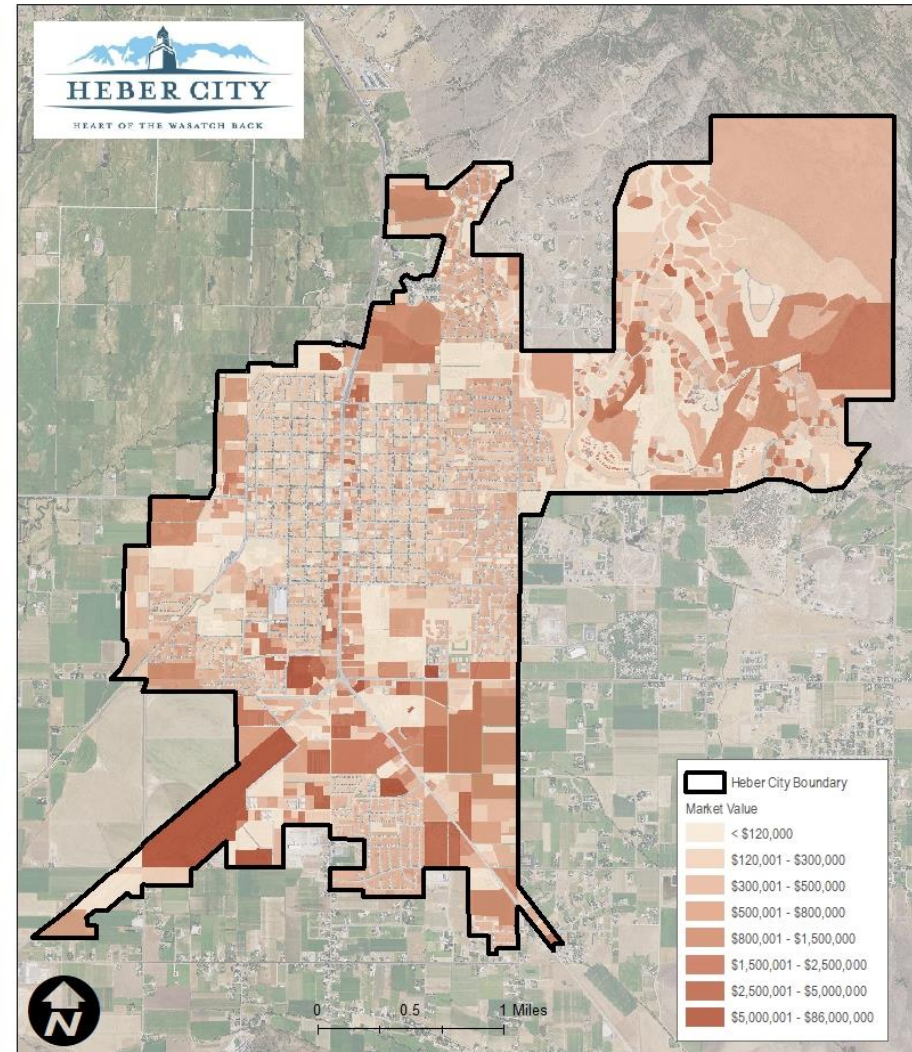 HEBER CITY
HEART OF THE WASATCH BACK
Heber City Boundary
Market Value
< $120,000
$120,001 - $300,000
$300,001 - $500,000
$500,001 - $800,000
$800,001 - $1,500,000
$1,500,001 - $2,500,000
$2,500,001 - $5,000,000
$5,000,001 - $86,000,000
N
0 0.5 1 Miles